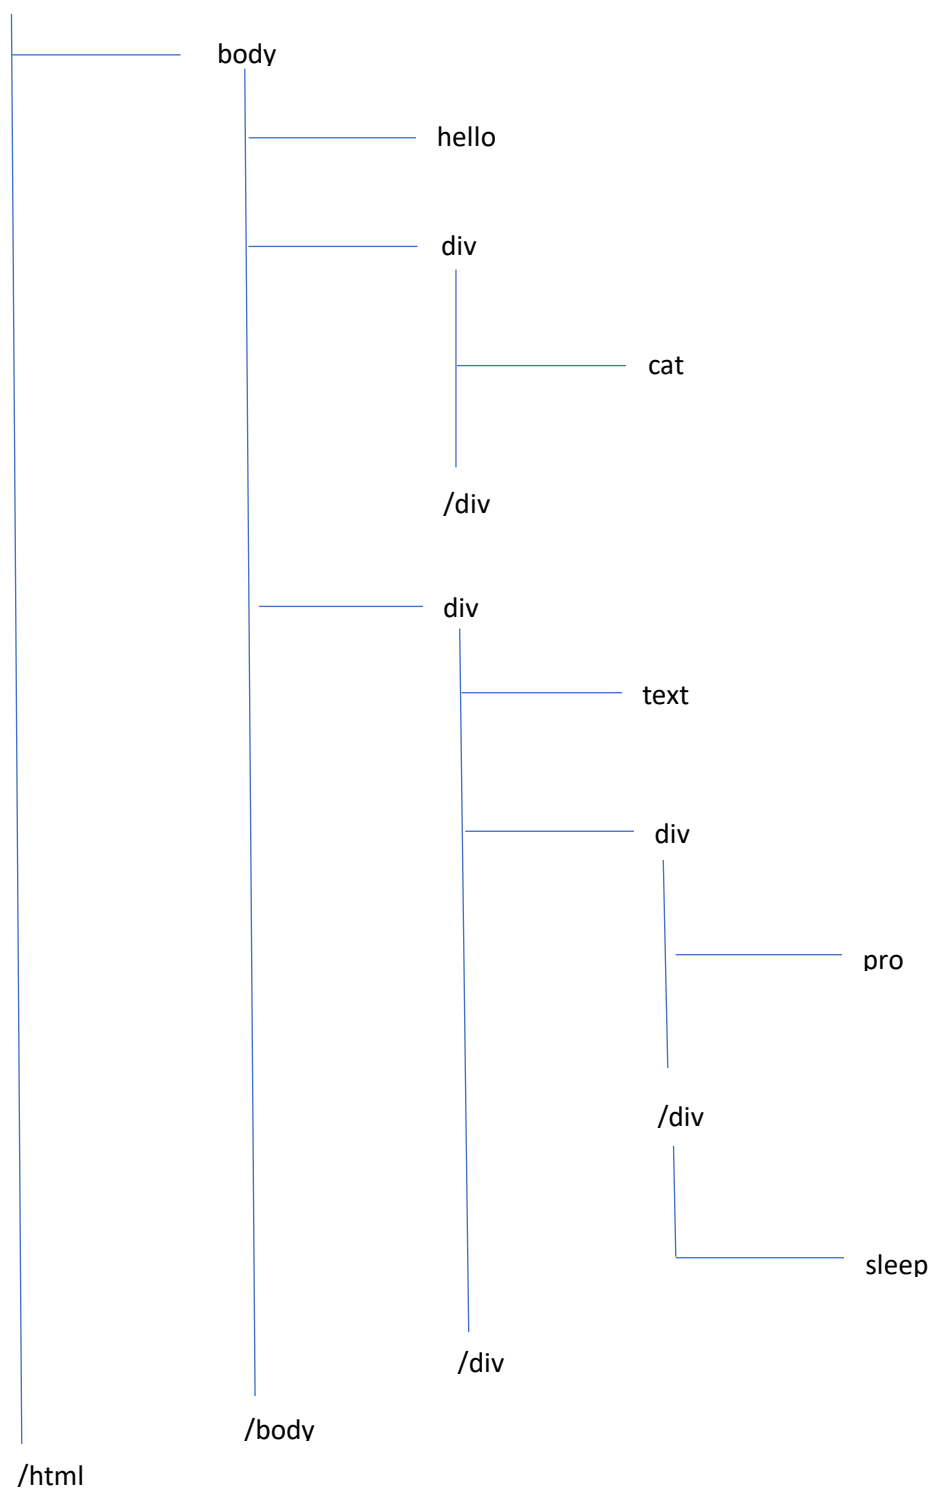 body
hello
div
cat
/div
div
text
div
pro
/div
sleep
/div
/body
/html